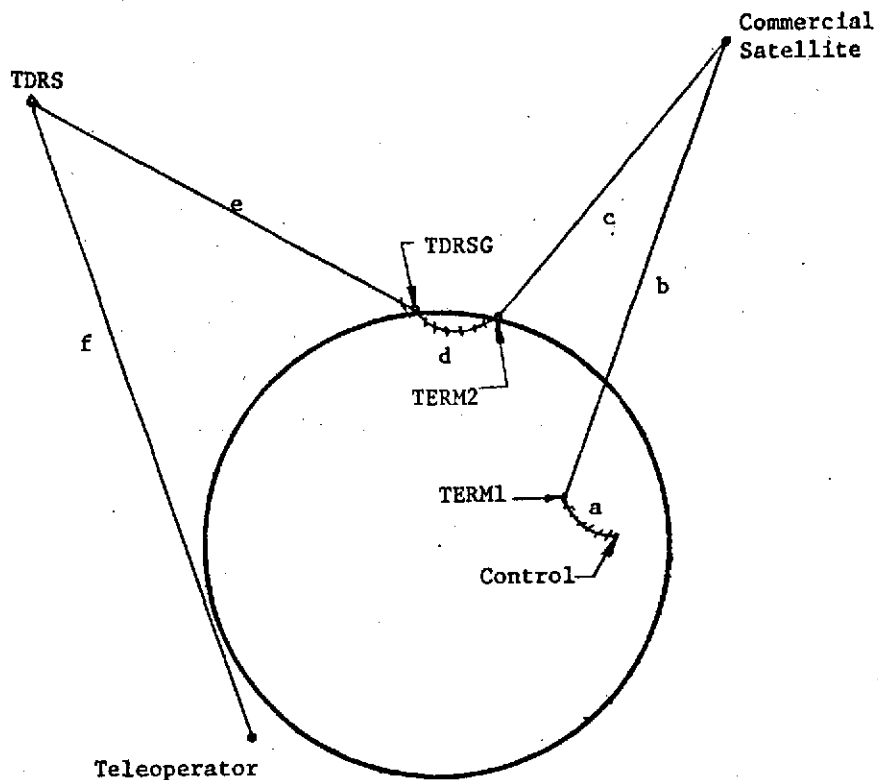 Commercial
Satellite
TDRS
e
c
TDRSG
b
f
d
TERM2
TERM1
a
Control
Teleoperator